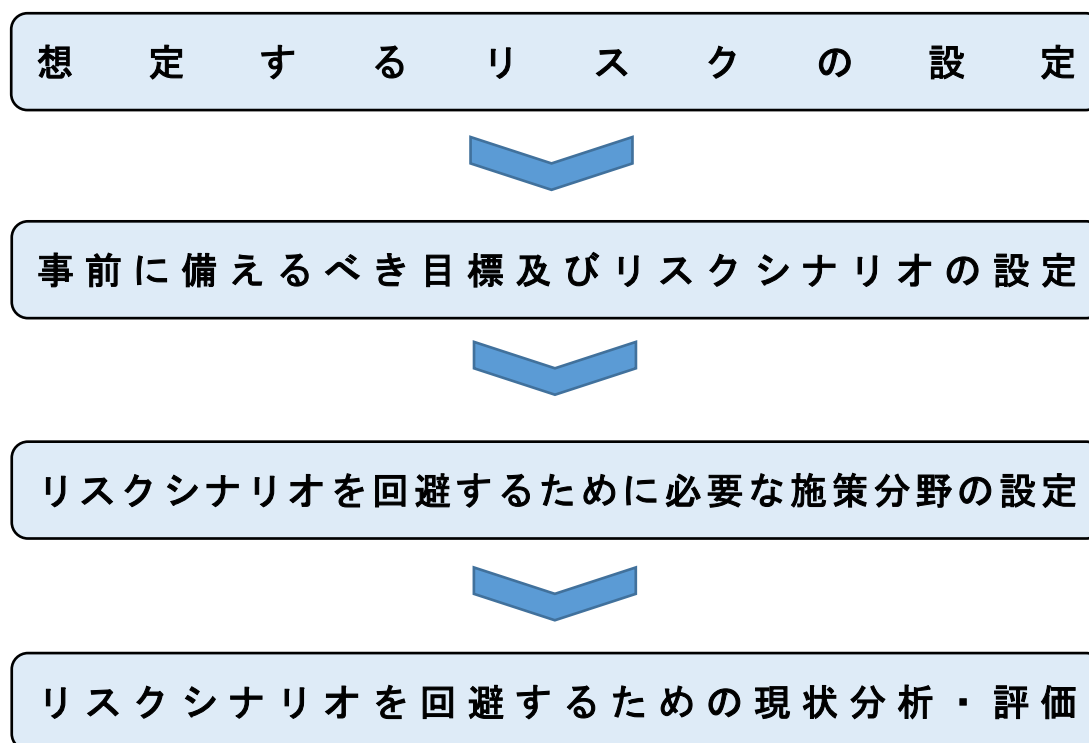 想定するリスクの設定
事前に備えるべき目標及びリスクシナリオの設定
リスクシナリオを回避するために必要な施策分野の設定
リスクシナリオを回避するための現状分析・評価